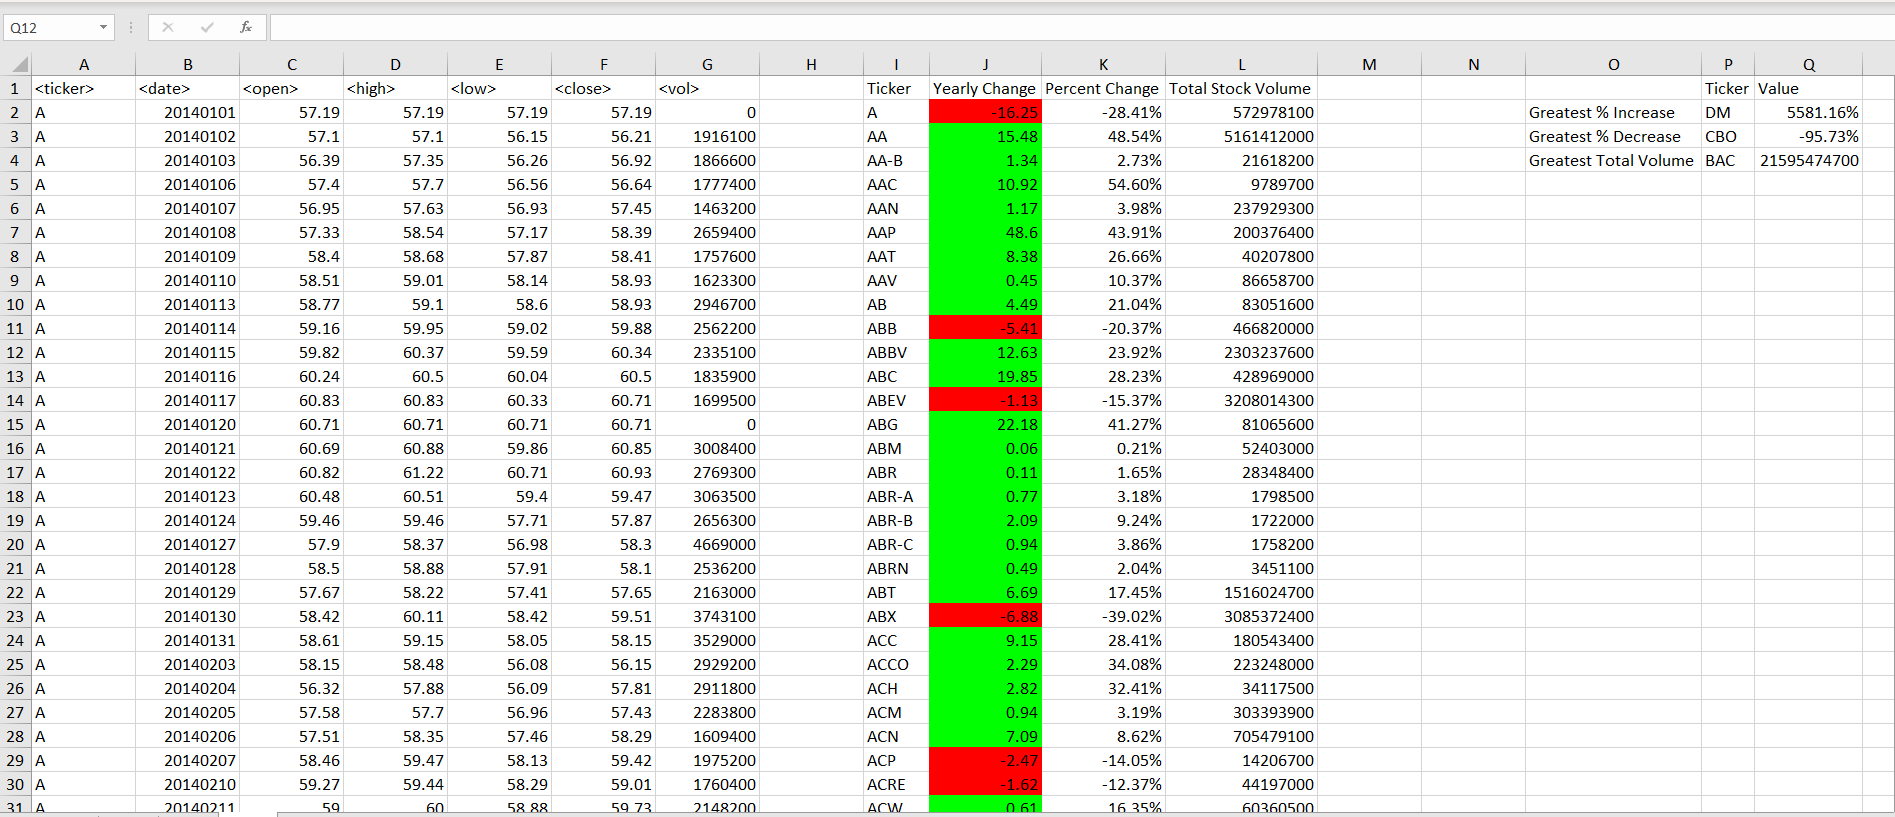 Q12 fx
A B C D E F G H I J K L M N O P Q
1 <ticker> <date> <open> <high> <low> <close> <vol> Ticker Yearly Change Percent Change Total Stock Volume Ticker Value
2 A 20140101 57.19 57.19 57.19 57.19 0 A -16.25 -28.41% 572978100 Greatest % Increase DM 5581.16%
3 A 20140102 57.1 57.1 56.15 56.21 1916100 AA 15.48 48.54% 5161412000 Greatest % Decrease CBO -95.73%
4 A 20140103 56.39 57.35 56.26 56.92 1866600 AA-B 1.34 2.73% 21618200 Greatest Total Volume BAC 21595474700
5 A 20140106 57.4 57.7 56.56 56.64 1777400 AAC 10.92 54.60% 9789700
6 A 20140107 56.95 57.63 56.93 57.45 1463200 AAN 1.17 3.98% 237929300
7 A 20140108 57.33 58.54 57.17 58.39 2659400 AAP 48.6 43.91% 200376400
8 A 20140109 58.4 58.68 57.87 58.41 1757600 AAT 8.38 26.66% 40207800
9 A 20140110 58.51 59.01 58.14 58.93 1623300 AAV 0.45 10.37% 86658700
10 A 20140113 58.77 59.1 58.6 58.93 2946700 AB 4.49 21.04% 83051600
11 A 20140114 59.16 59.95 59.02 59.88 2562200 ABB -5.41 -20.37% 466820000
12 A 20140115 59.82 60.37 59.59 60.34 2335100 ABBV 12.63 23.92% 2303237600
13 A 20140116 60.24 60.5 60.04 60.5 1835900 ABC 19.85 28.23% 428969000
14 A 20140117 60.83 60.83 60.33 60.71 1699500 ABEV -1.13 -15.37% 3208014300
15 A 20140120 60.71 60.71 60.71 60.71 0 ABG 22.18 41.27% 81065600
16 A 20140121 60.69 60.88 59.86 60.85 3008400 ABM 0.06 0.21% 52403000
17 A 20140122 60.82 61.22 60.71 60.93 2769300 ABR 0.11 1.65% 28348400
18 A 20140123 60.48 60.51 59.4 59.47 3063500 ABR-A 0.77 3.18% 1798500
19 A 20140124 59.46 59.46 57.71 57.87 2656300 ABR-B 2.09 9.24% 1722000
20 A 20140127 57.9 58.37 56.98 58.3 4669000 ABR-C 0.94 3.86% 1758200
21 A 20140128 58.5 58.88 57.91 58.1 2536200 ABRN 0.49 2.04% 3451100
22 A 20140129 57.67 58.22 57.41 57.65 2163000 ABT 6.69 17.45% 1516024700
23 A 20140130 58.42 60.11 58.42 59.51 3743100 ABX -6.88 -39.02% 3085372400
24 A 20140131 58.61 59.15 58.05 58.15 3529000 ACC 9.15 28.41% 180543400
25 A 20140203 58.15 58.48 56.08 56.15 2929200 ACCO 2.29 34.08% 223248000
26 A 20140204 56.32 57.88 56.09 57.81 2911800 ACH 2.82 32.41% 34117500
27 A 20140205 57.58 57.7 56.96 57.43 2283800 ACM 0.94 3.19% 303393900
28 A 20140206 57.51 58.35 57.46 58.29 1609400 ACN 7.09 8.62% 705479100
29 A 20140207 58.46 59.47 58.13 59.42 1975200 ACP -2.47 -14.05% 14206700
30 A 20140210 59.27 59.44 58.29 59.01 1760400 ACRE -1.62 -12.37% 44197000
31 A 20140211 59 60 58.88 59.73 2148200 ACW 0.61 16.35% 60360500